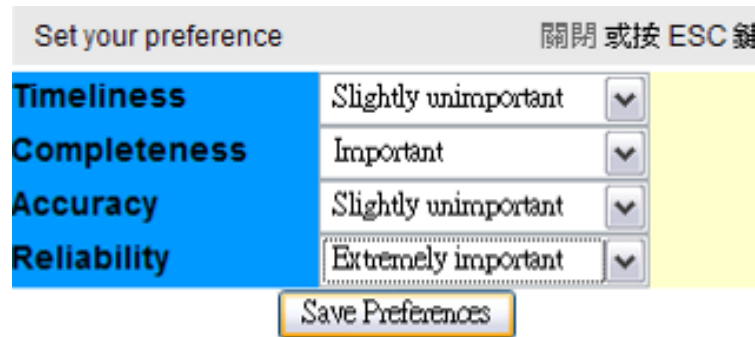 Set your preference 關閉 或按 ESC 鍵
Timeliness Slightly unimportant
Completeness Important
Accuracy Slightly unimportant
Reliability Extremely important
Save Preferences